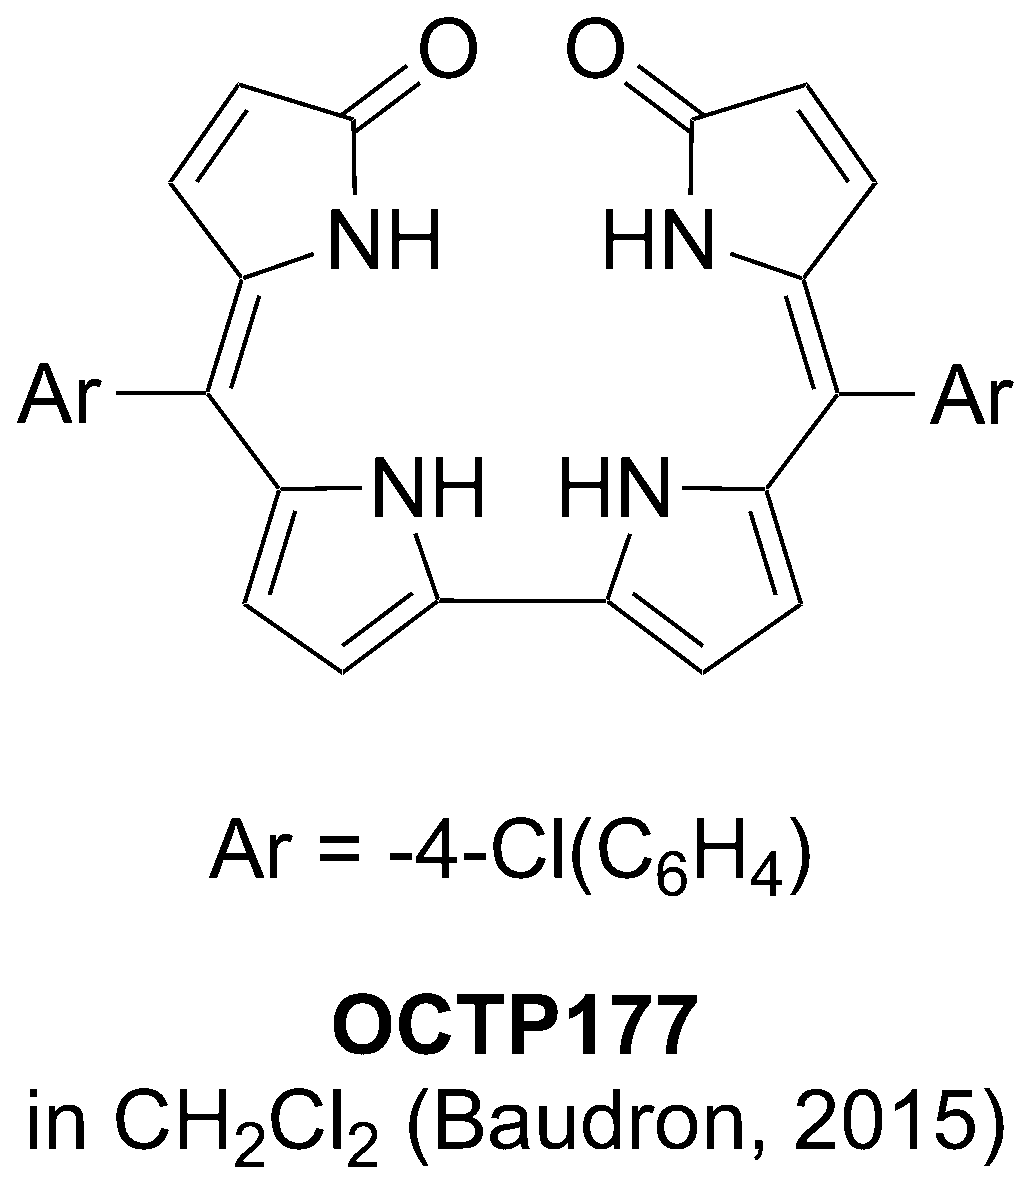 O O
NH HN
Ar Ar
NH HN
Ar = -4-Cl(C₆H₄)
OCTP177
in CH₂Cl₂ (Baudron, 2015)